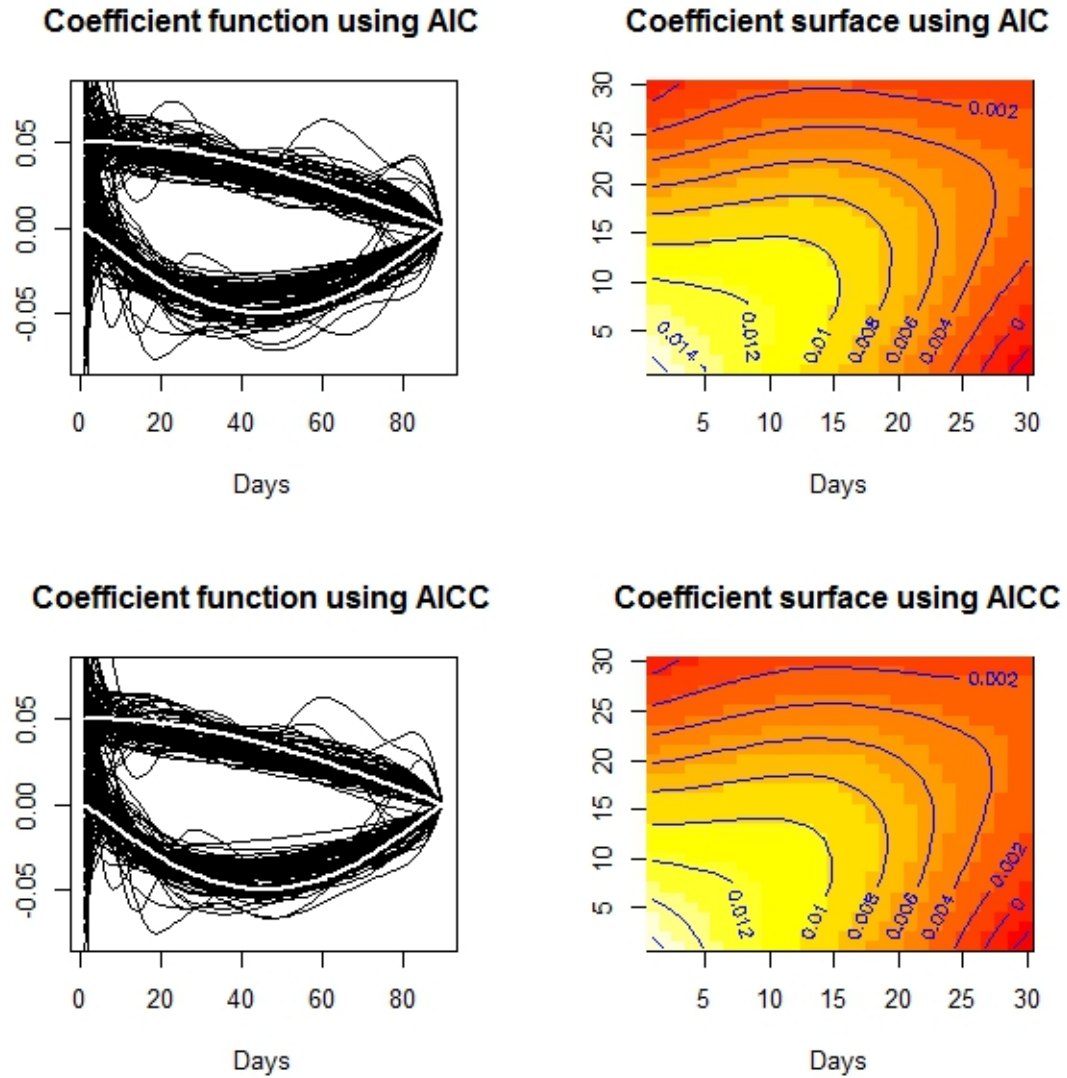 Coefficient function using AIC
0.05
0.00
-0.05
0 20 40 60 80
Days
Coefficient surface using AIC
30
25
20
15
10
5
0.002
0.014
0.012
0.01
0.008
0.006
0.004
0
5 10 15 20 25 30
Days
Coefficient function using AICC
0.05
0.00
-0.05
0 20 40 60 80
Days
Coefficient surface using AICC
30
25
20
15
10
5
0.002
0.012
0.01
0.008
0.006
0.004
0.002
0
5 10 15 20 25 30
Days